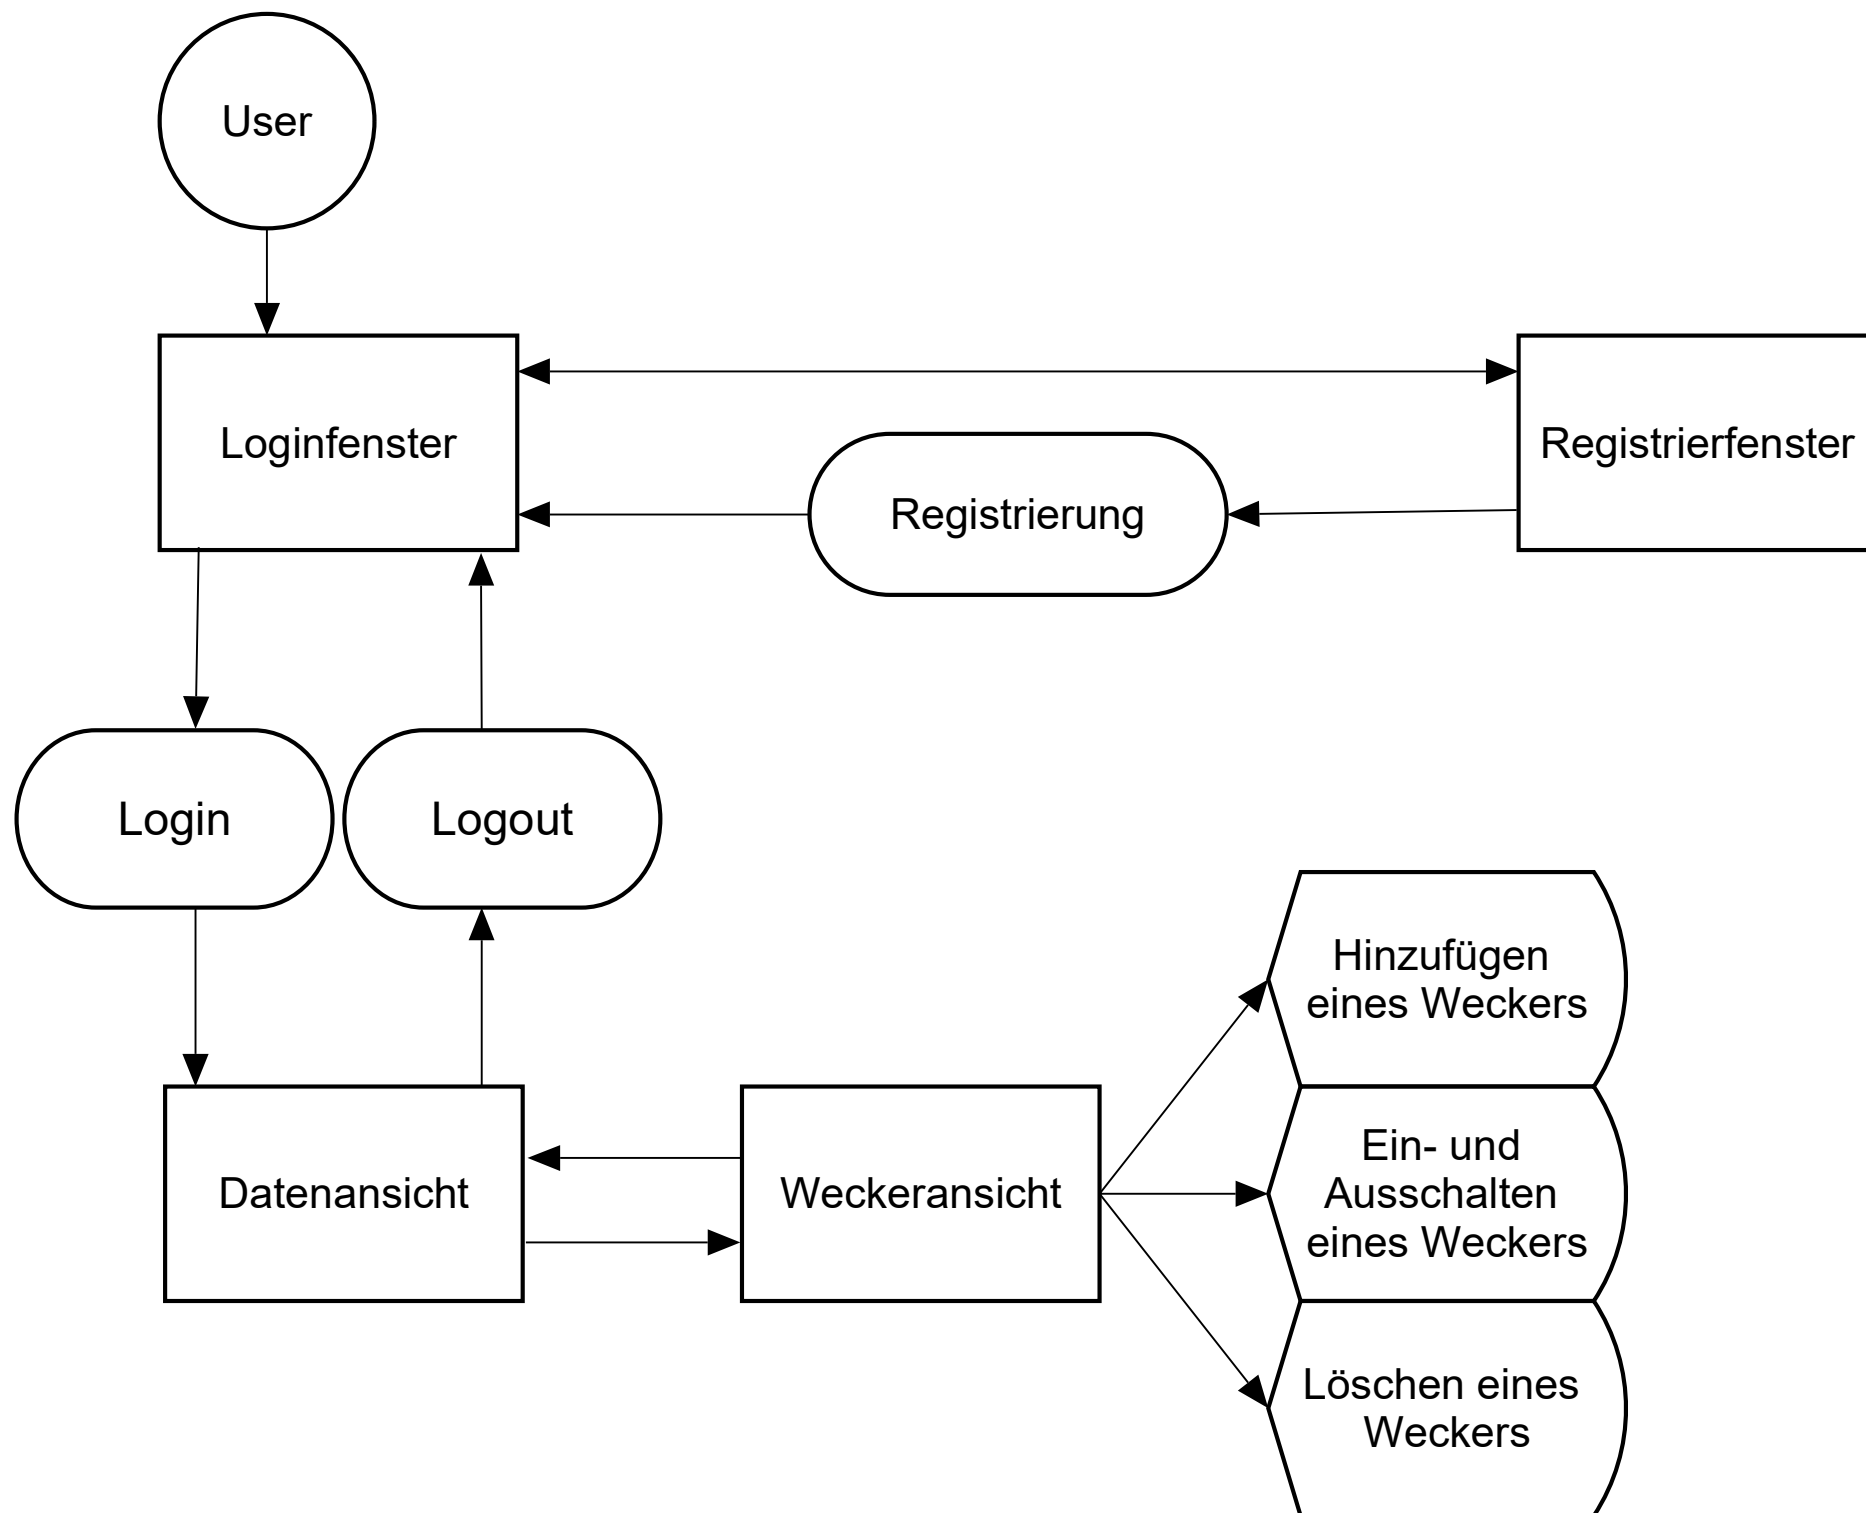 User
Loginfenster
Registrierfenster
Registrierung
Login
Logout
Hinzufügen
eines Weckers
Datenansicht
Weckeransicht
Ein- und
Ausschalten
eines Weckers
Löschen eines
Weckers